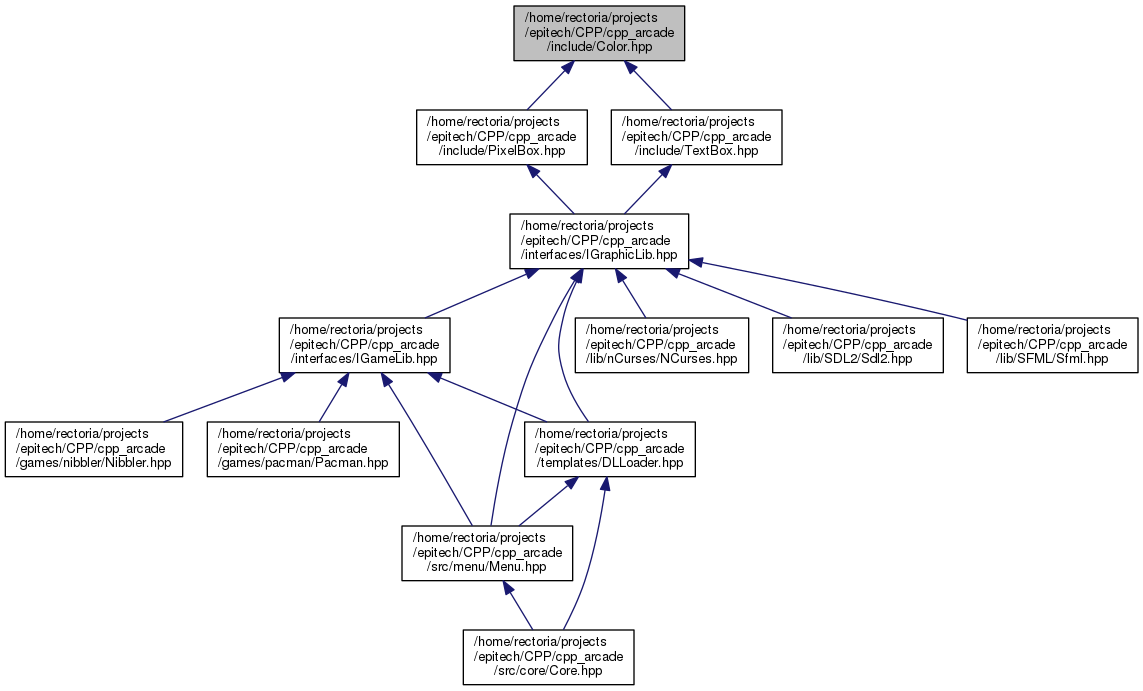 /home/rectoria/projects
/epitech/CPP/cpp_arcade
/include/Color.hpp
/home/rectoria/projects
/epitech/CPP/cpp_arcade
/include/PixelBox.hpp
/home/rectoria/projects
/epitech/CPP/cpp_arcade
/include/TextBox.hpp
/home/rectoria/projects
/epitech/CPP/cpp_arcade
/interfaces/IGraphicLib.hpp
/home/rectoria/projects
/epitech/CPP/cpp_arcade
/interfaces/IGameLib.hpp
/home/rectoria/projects
/epitech/CPP/cpp_arcade
/lib/nCurses/NCurses.hpp
/home/rectoria/projects
/epitech/CPP/cpp_arcade
/lib/SDL2/Sdl2.hpp
/home/rectoria/projects
/epitech/CPP/cpp_arcade
/lib/SFML/Sfml.hpp
/home/rectoria/projects
/epitech/CPP/cpp_arcade
/games/nibbler/Nibbler.hpp
/home/rectoria/projects
/epitech/CPP/cpp_arcade
/games/pacman/Pacman.hpp
/home/rectoria/projects
/epitech/CPP/cpp_arcade
/templates/DLLoader.hpp
/home/rectoria/projects
/epitech/CPP/cpp_arcade
/src/menu/Menu.hpp
/home/rectoria/projects
/epitech/CPP/cpp_arcade
/src/core/Core.hpp